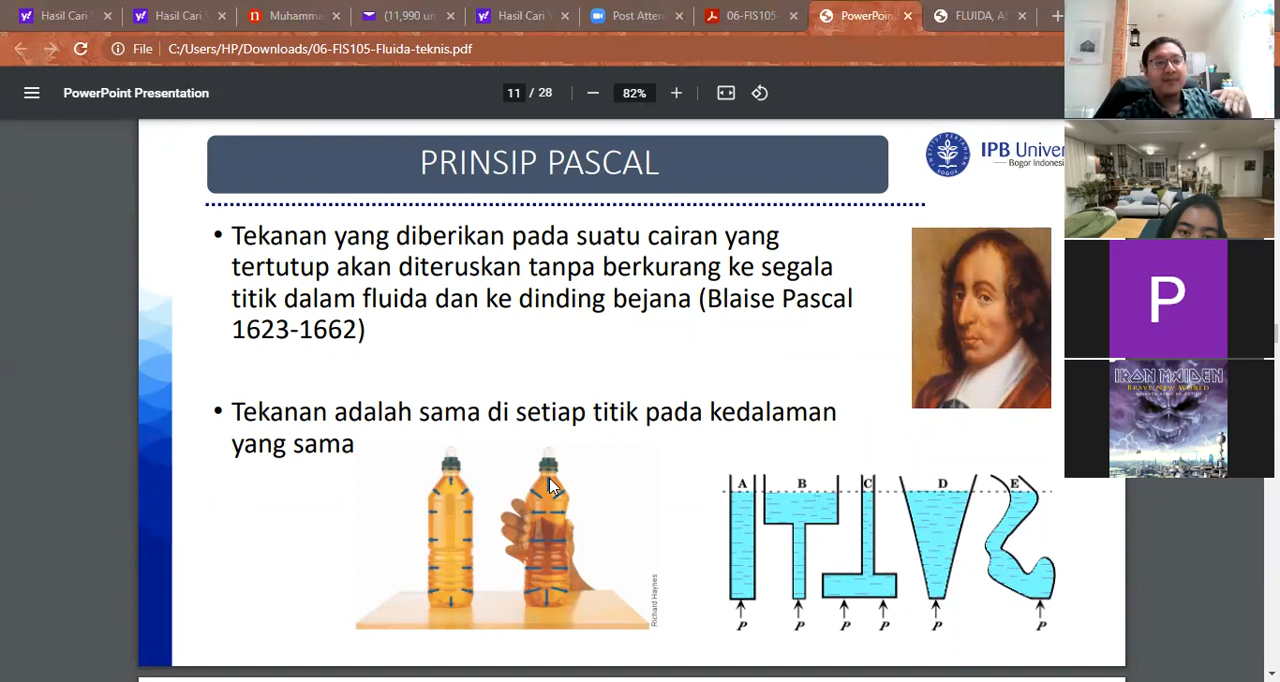 Hasil Cari
Hasil Cari
Muhamma
(11,990 un
Hasil Cari
Post Atten
06-FIS105-
PowerPoin
FLUIDA, A
File
C:/Users/HP/Downloads/06-FIS105-Fluida-teknis.pdf
PowerPoint Presentation
11 / 28
82%
PRINSIP PASCAL
IPB Univer
Bogor Indonesi
• Tekanan yang diberikan pada suatu cairan yang
tertutup akan diteruskan tanpa berkurang ke segala
titik dalam fluida dan ke dinding bejana (Blaise Pascal
1623-1662)
• Tekanan adalah sama di setiap titik pada kedalaman
yang sama
Richard Haynes
A B C D E
P P P P P P
P
IRON MAIDEN
BRAVE NEW WORLD